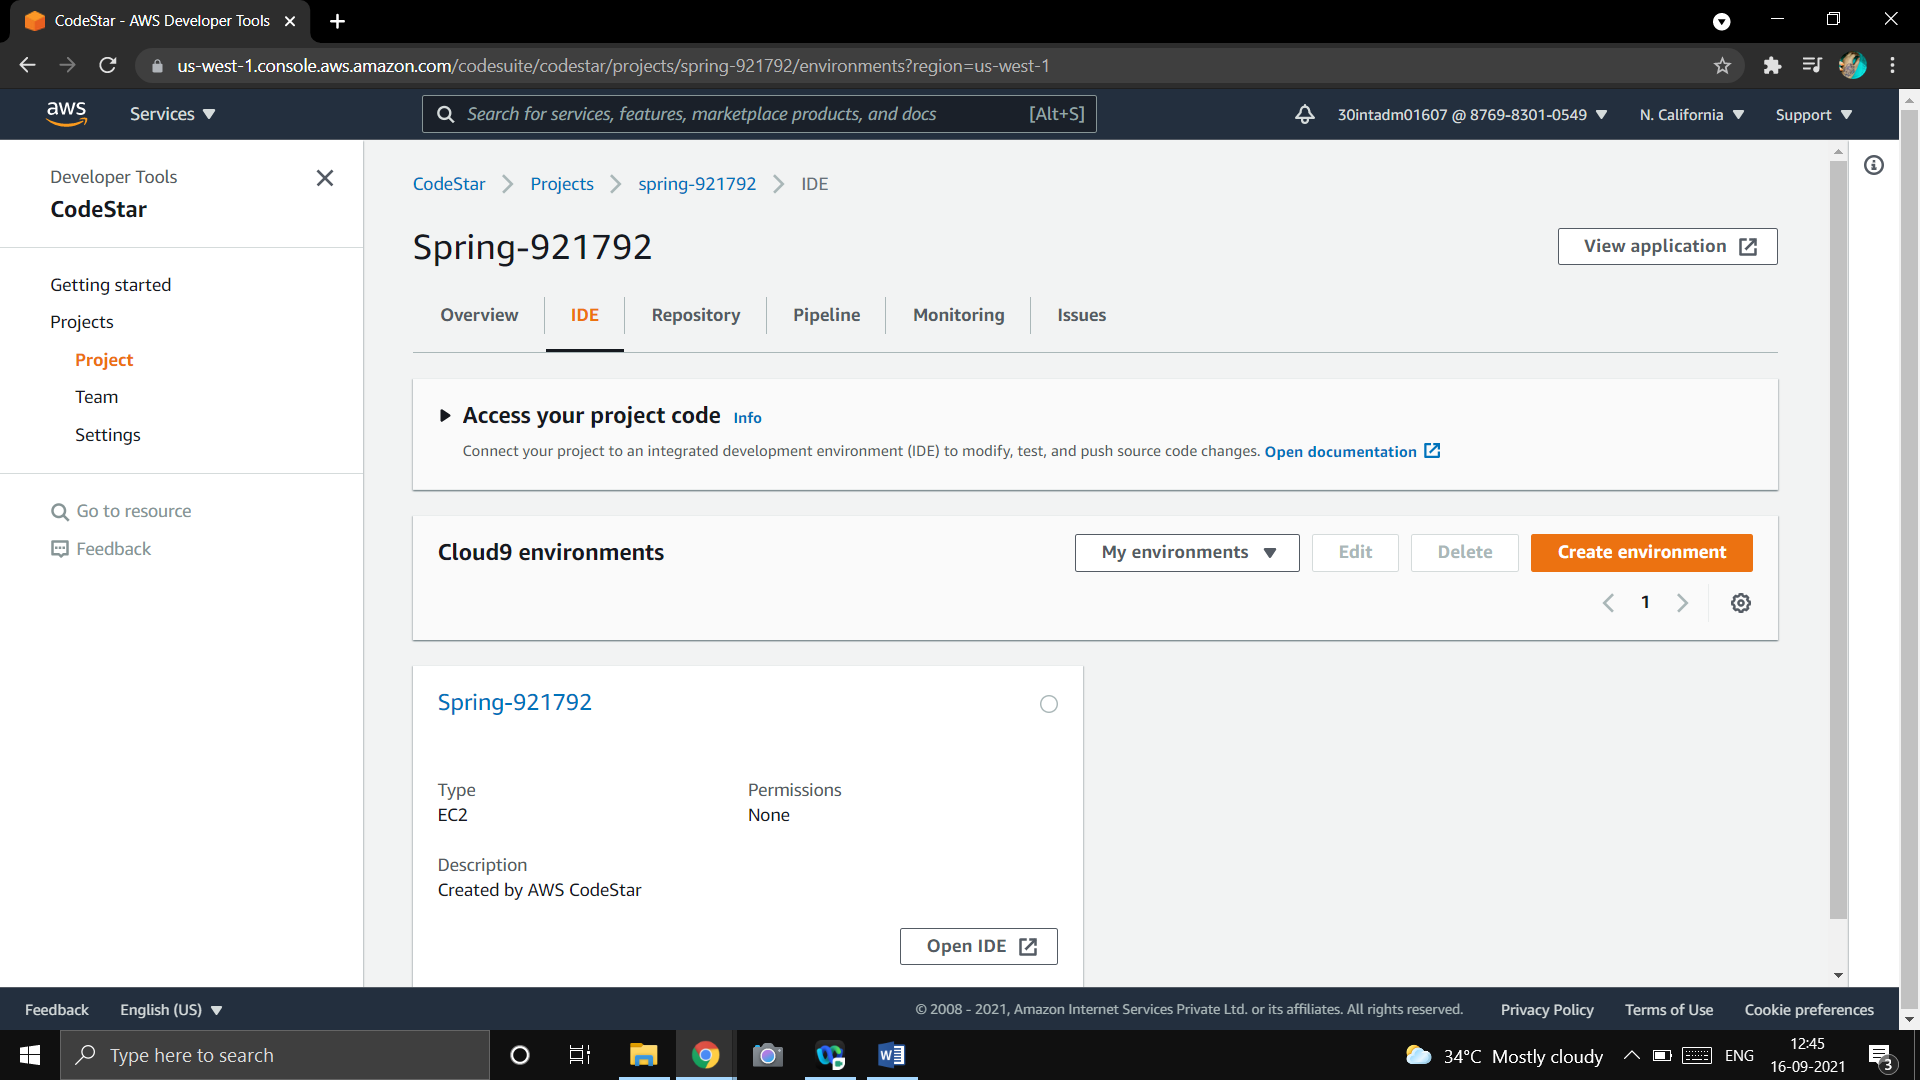 CodeStar - AWS Developer Tools
us-west-1.console.aws.amazon.com/codesuite/codestar/projects/spring-921792/environments?region=us-west-1
aws
Services
Search for services, features, marketplace products, and docs [Alt+S]
30intadm01607 @ 8769-8301-0549
N. California
Support
Developer Tools
CodeStar
Getting started
Projects
Project
Team
Settings
Go to resource
Feedback
CodeStar Projects spring-921792 IDE
Spring-921792
View application
Overview IDE Repository Pipeline Monitoring Issues
Access your project code Info
Connect your project to an integrated development environment (IDE) to modify, test, and push source code changes. Open documentation
Cloud9 environments
My environments Edit Delete Create environment
1
Spring-921792
Type
EC2
Permissions
None
Description
Created by AWS CodeStar
Open IDE
Feedback English (US)
© 2008 - 2021, Amazon Internet Services Private Ltd. or its affiliates. All rights reserved. Privacy Policy Terms of Use Cookie preferences
Type here to search
34°C Mostly cloudy
ENG
12:45
16-09-2021
3